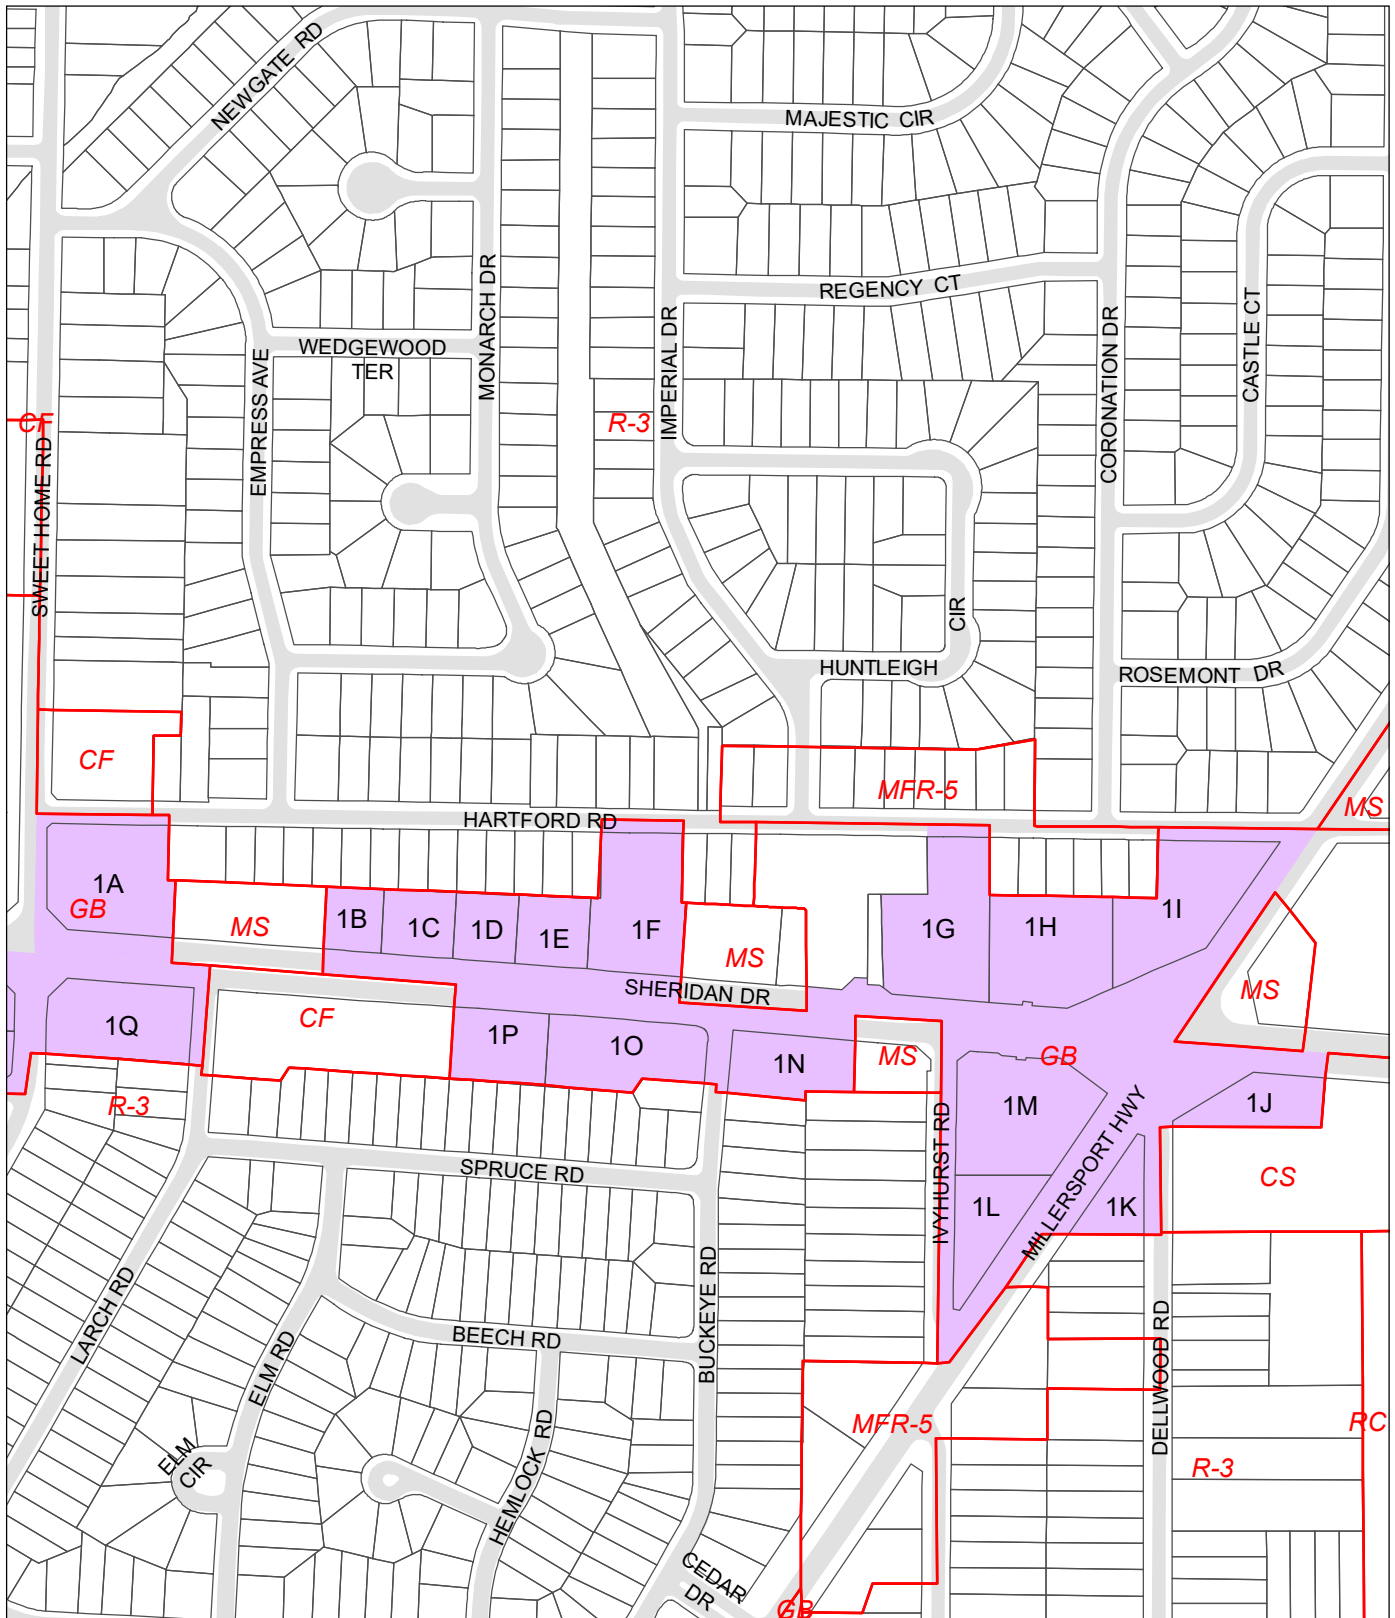 NEWGATE RD
MAJESTIC CIR
REGENCY CT
MONARCH DR
WEDGEWOOD
TER
EMPRESS AVE
IMPERIAL DR
CORONATION DR
CASTLE CT
CF
R-3
SWEET HOME RD
CIR
HUNTLEIGH
ROSEMONT DR
CF
MFR-5
MS
HARTFORD RD
1A
GB
MS
1B
1C
1D
1E
1F
MS
1G
1H
1I
SHERIDAN DR
MS
1Q
CF
1P
1O
1N
MS
GB
R-3
1M
1J
MILLERSPORT HWY
IVYHURST RD
SPRUCE RD
CS
1L
1K
LARCH RD
ELM RD
BEECH RD
BUCKEYE RD
DELLWOOD RD
MFR-5
RC
ELM
CIR
HEMLOCK RD
R-3
CEDAR
DR
GB